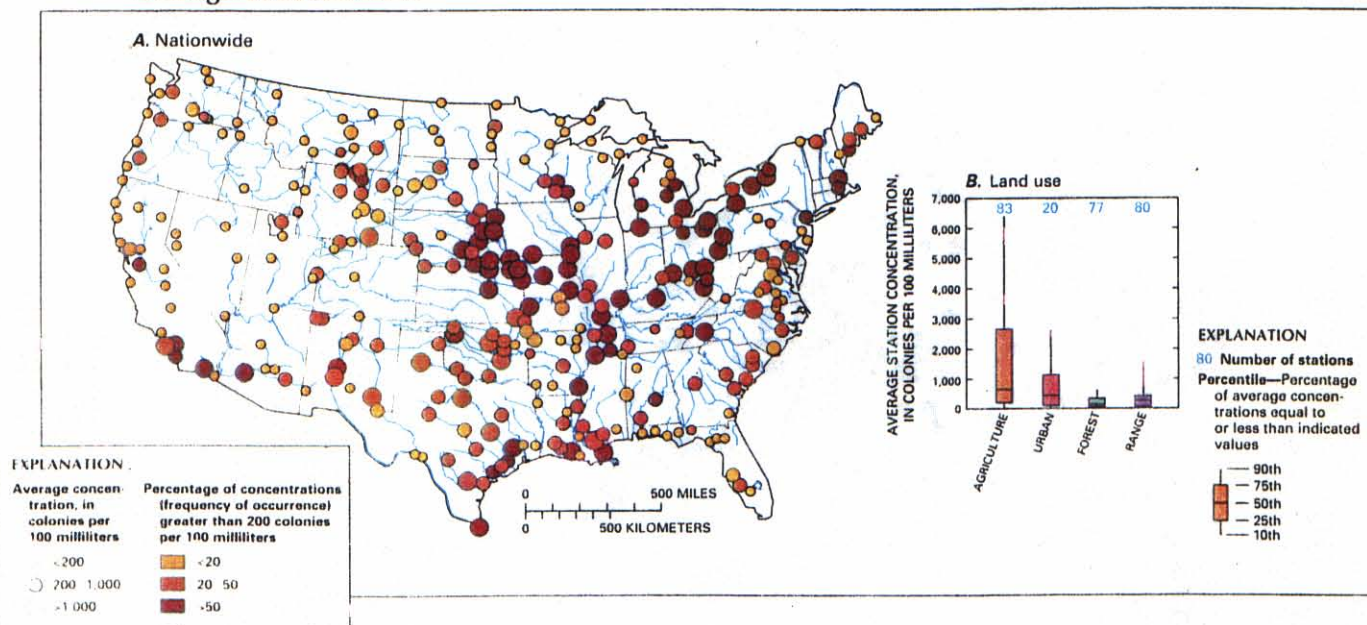 A. Nationwide
B. Land use
AVERAGE STATION CONCENTRATION,
IN COLONIES PER 100 MILLILITERS
7,000
6,000
5,000
4,000
3,000
2,000
1,000
0
83 20 77 80
AGRICULTURE
URBAN
FOREST
RANGE
EXPLANATION
80 Number of stations
Percentile—Percentage
of average concen-
trations equal to
or less than indicated
values
90th
75th
50th
25th
10th
0 500 MILES
0 500 KILOMETERS
EXPLANATION
Average concen-
tration, in
colonies per
100 milliliters
<200
200 1,000
>1 000
Percentage of concentrations
(frequency of occurrence)
greater than 200 colonies
per 100 milliliters
<20
20 50
>50